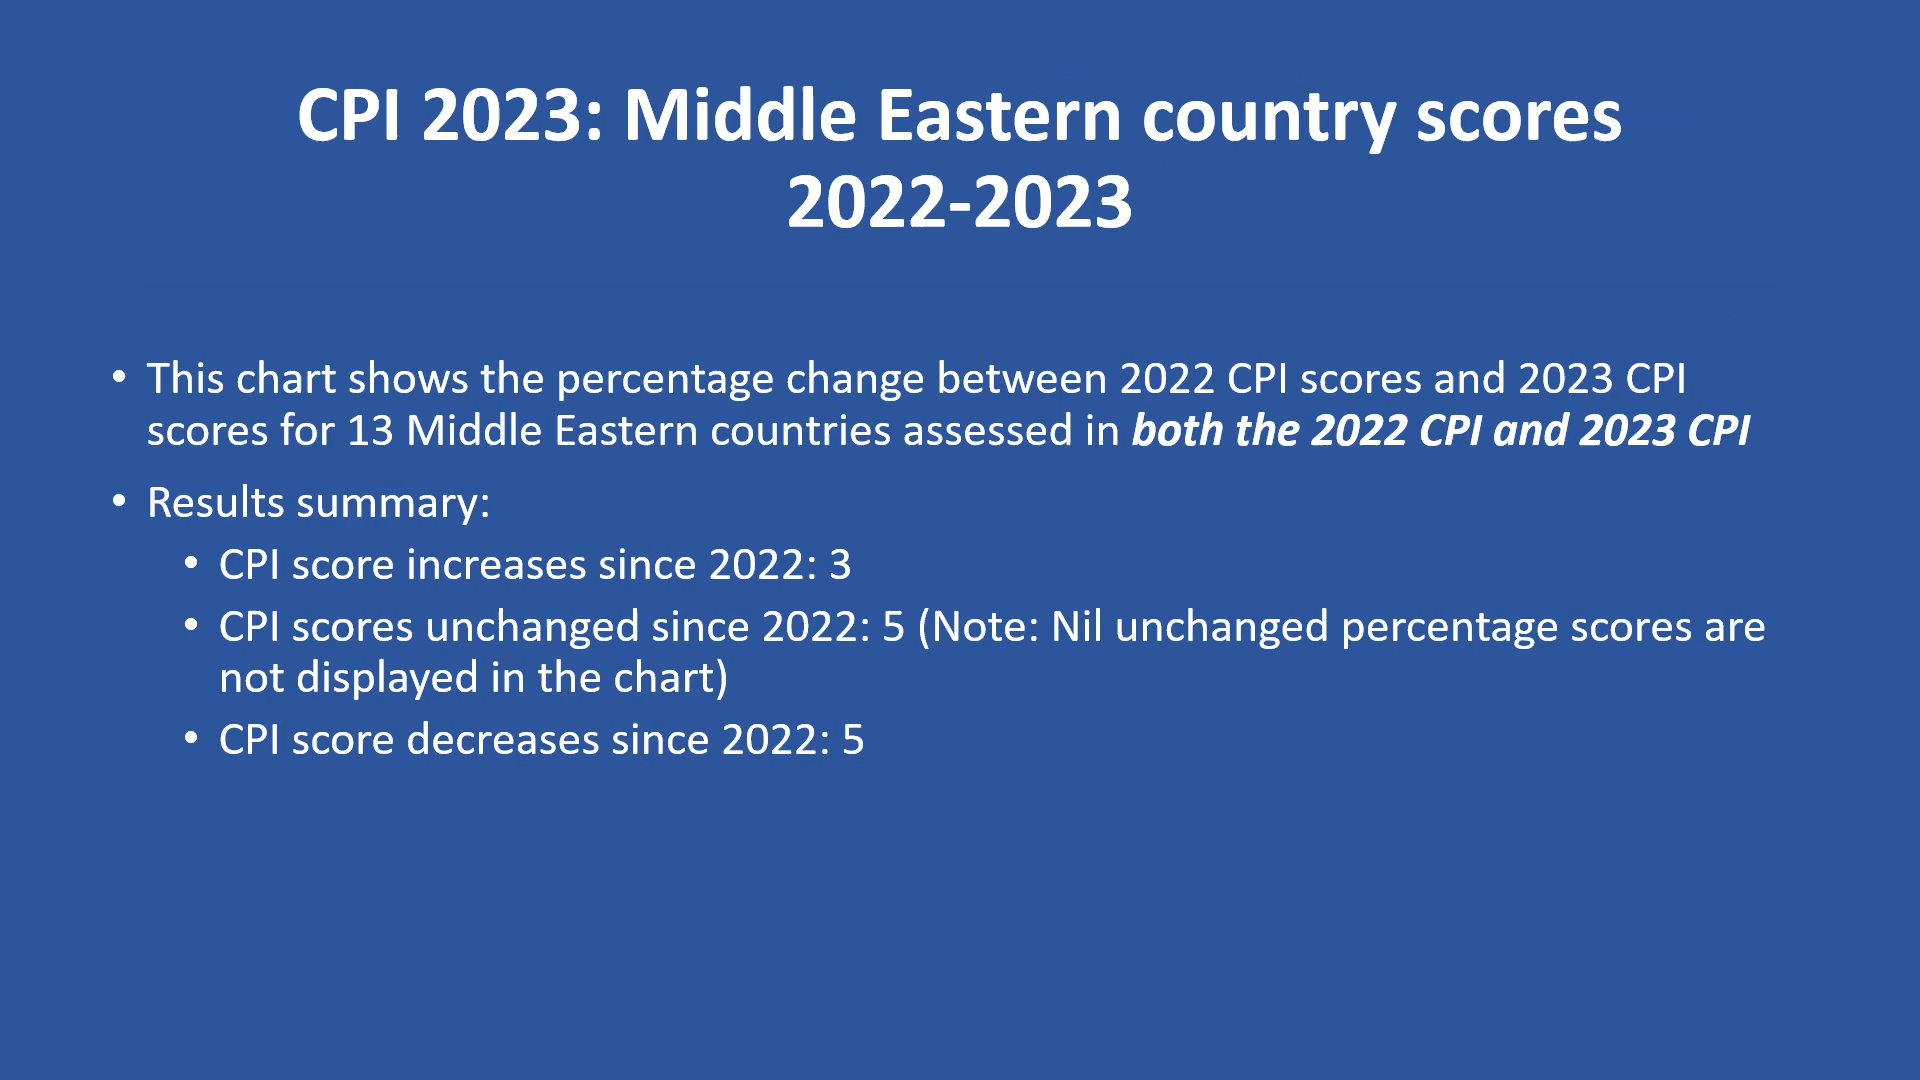 CPI 2023: Middle Eastern country scores
2022-2023
• This chart shows the percentage change between 2022 CPI scores and 2023 CPI
scores for 13 Middle Eastern countries assessed in both the 2022 CPI and 2023 CPI
• Results summary:
• CPI score increases since 2022: 3
• CPI scores unchanged since 2022: 5 (Note: Nil unchanged percentage scores are
not displayed in the chart)
• CPI score decreases since 2022: 5